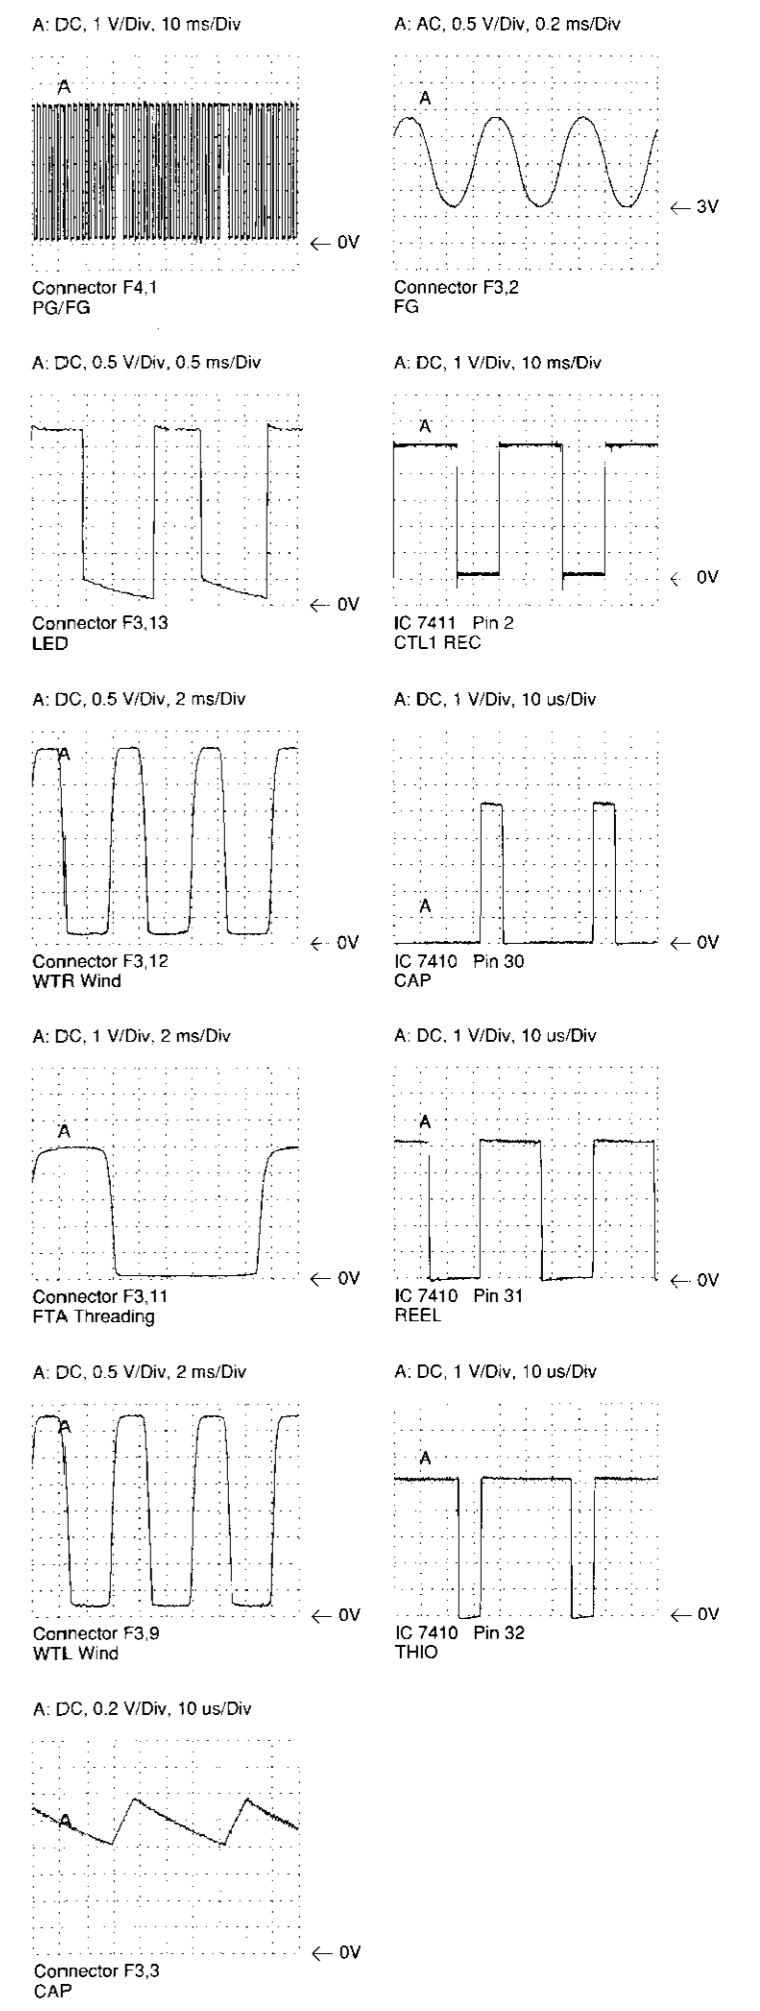 A: DC, 1 V/Div, 10 ms/Div
A
← 0V
Connector F4,1
PG/FG
A: DC, 0.5 V/Div, 0.5 ms/Div
← 0V
Connector F3,13
LED
A: DC, 0.5 V/Div, 2 ms/Div
A
← 0V
Connector F3,12
WTR Wind
A: DC, 1 V/Div, 2 ms/Div
A
← 0V
Connector F3,11
FTA Threading
A: DC, 0.5 V/Div, 2 ms/Div
A
← 0V
Connector F3,9
WTL Wind
A: DC, 0.2 V/Div, 10 us/Div
A
← 0V
Connector F3,3
CAP
A: AC, 0.5 V/Div, 0.2 ms/Div
A
← 3V
Connector F3,2
FG
A: DC, 1 V/Div, 10 ms/Div
A
← 0V
IC 7411 Pin 2
CTL1 REC
A: DC, 1 V/Div, 10 us/Div
A
← 0V
IC 7410 Pin 30
CAP
A: DC, 1 V/Div, 10 us/Div
A
← 0V
IC 7410 Pin 31
REEL
A: DC, 1 V/Div, 10 us/Div
A
← 0V
IC 7410 Pin 32
THIO